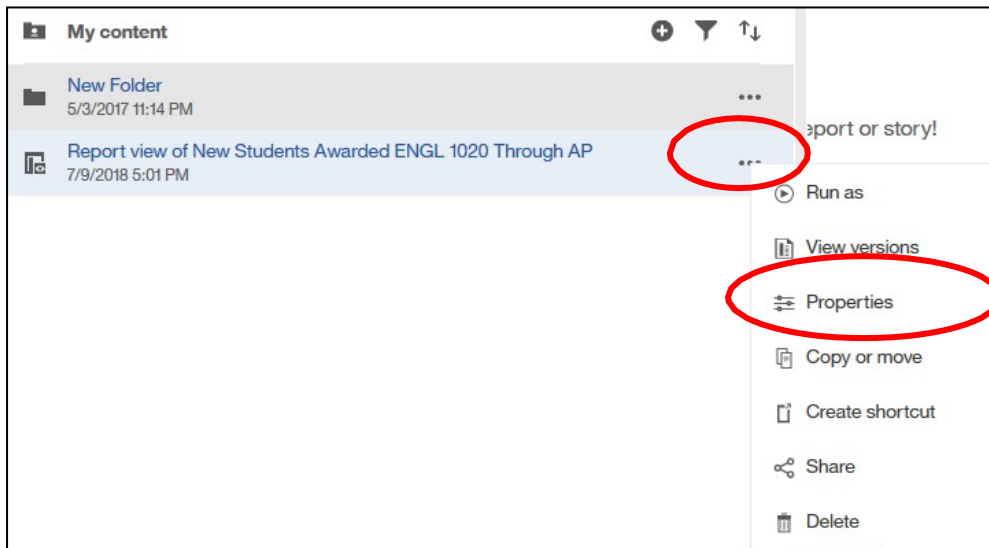 My content
New Folder
5/3/2017 11:14 PM
Report view of New Students Awarded ENGL 1020 Through AP
7/9/2018 5:01 PM
or story!
Run as
View versions
Properties
Copy or move
Create shortcut
Share
Delete